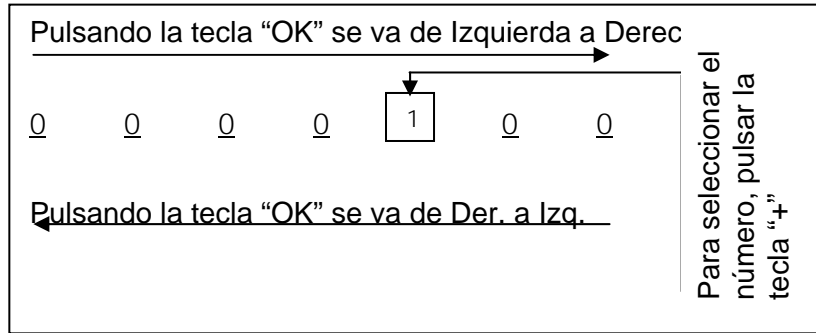 Pulsando la tecla “OK” se va de Izquierda a Derec
0 0 0 0 1 0 0
Pulsando la tecla “OK” se va de Der. a Izq.
Para seleccionar el
número, pulsar la
tecla “+”